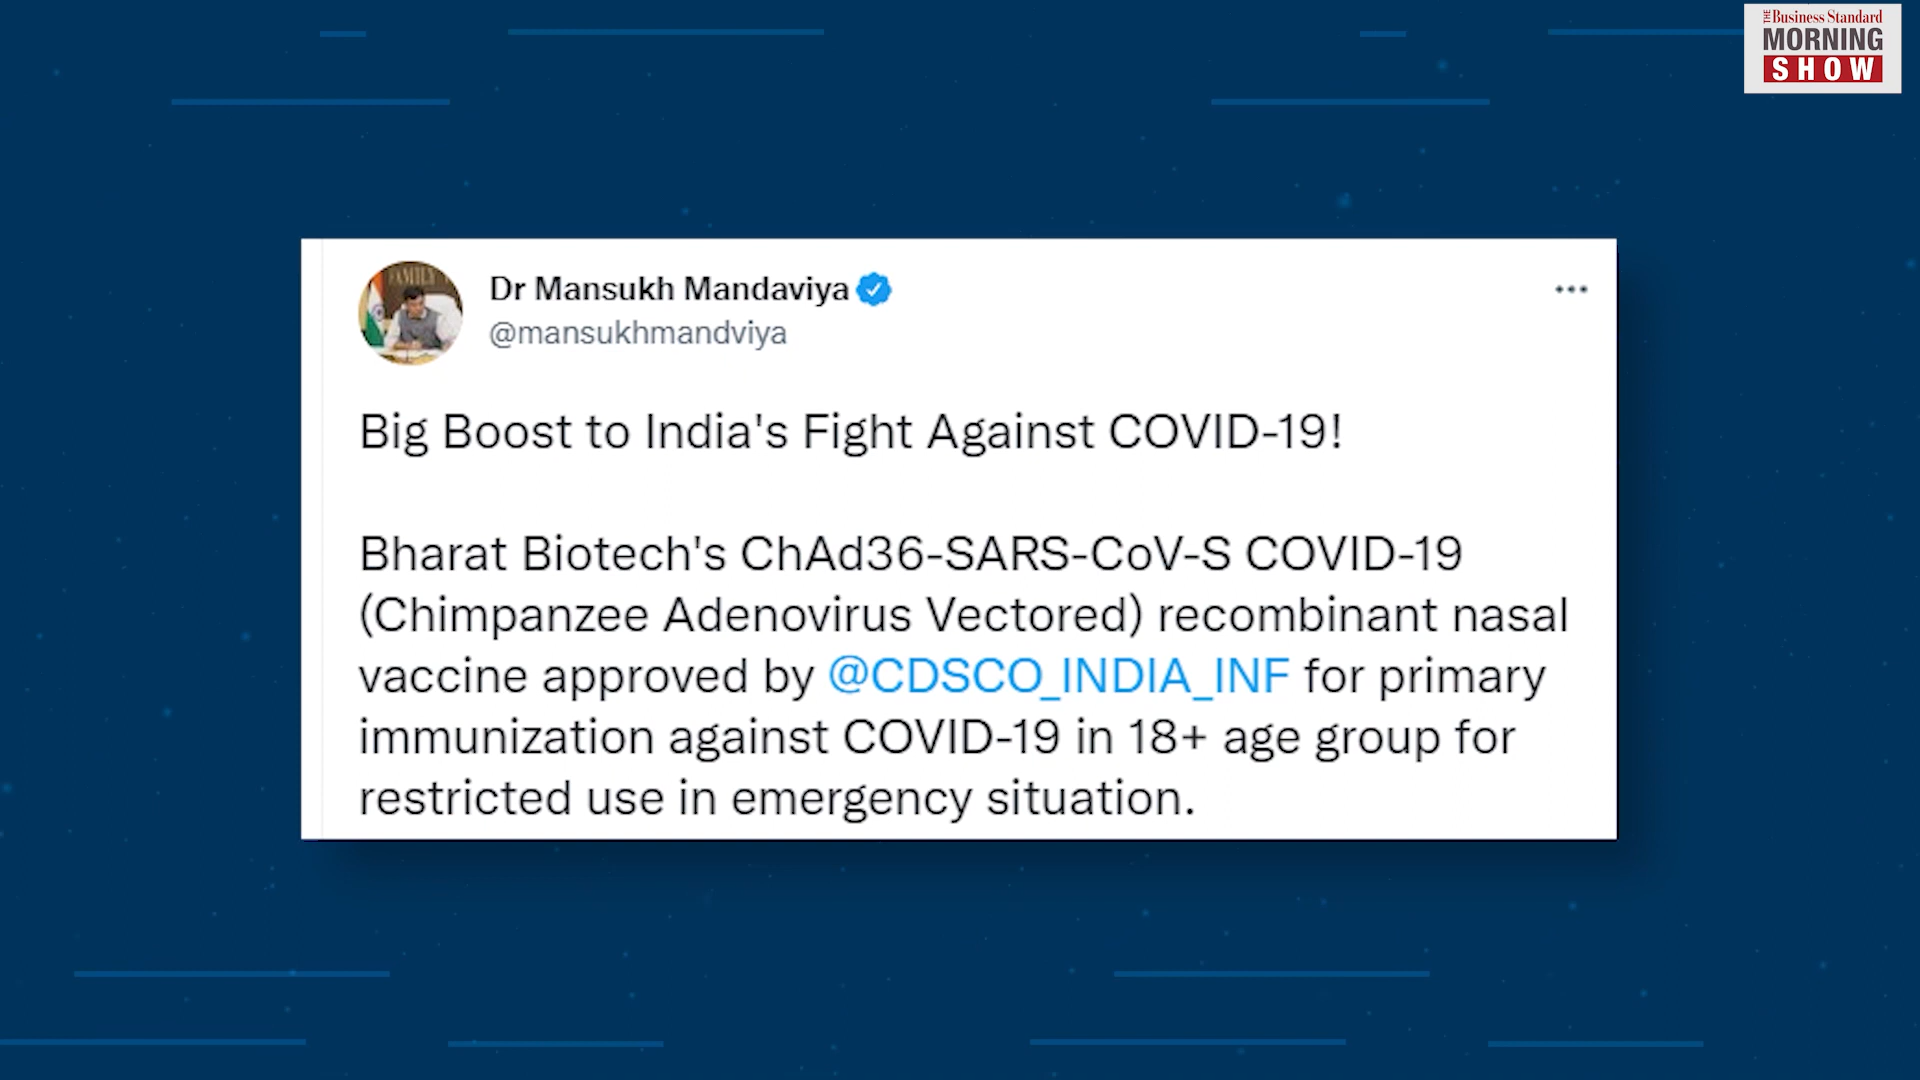 THE Business Standard
MORNING
SHOW
FAMILY
Dr Mansukh Mandaviya
@mansukhmandviya
Big Boost to India's Fight Against COVID-19!
Bharat Biotech's ChAd36-SARS-CoV-S COVID-19
(Chimpanzee Adenovirus Vectored) recombinant nasal
vaccine approved by @CDSCO_INDIA_INF for primary
immunization against COVID-19 in 18+ age group for
restricted use in emergency situation.